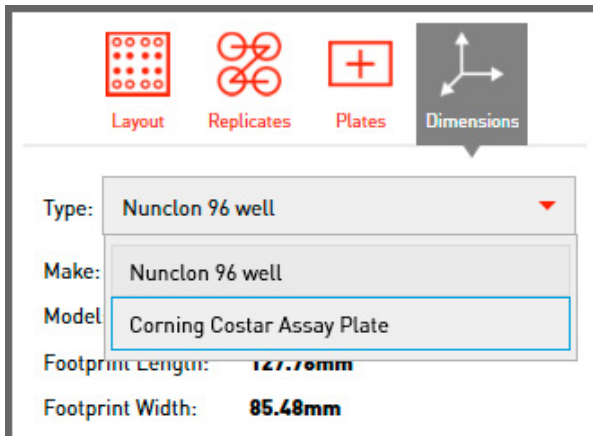 Layout Replicates Plates Dimensions
Type: Nunclon 96 well
Make: Nunclon 96 well
Model Corning Costar Assay Plate
Footprint Length: 127.76mm
Footprint Width: 85.48mm